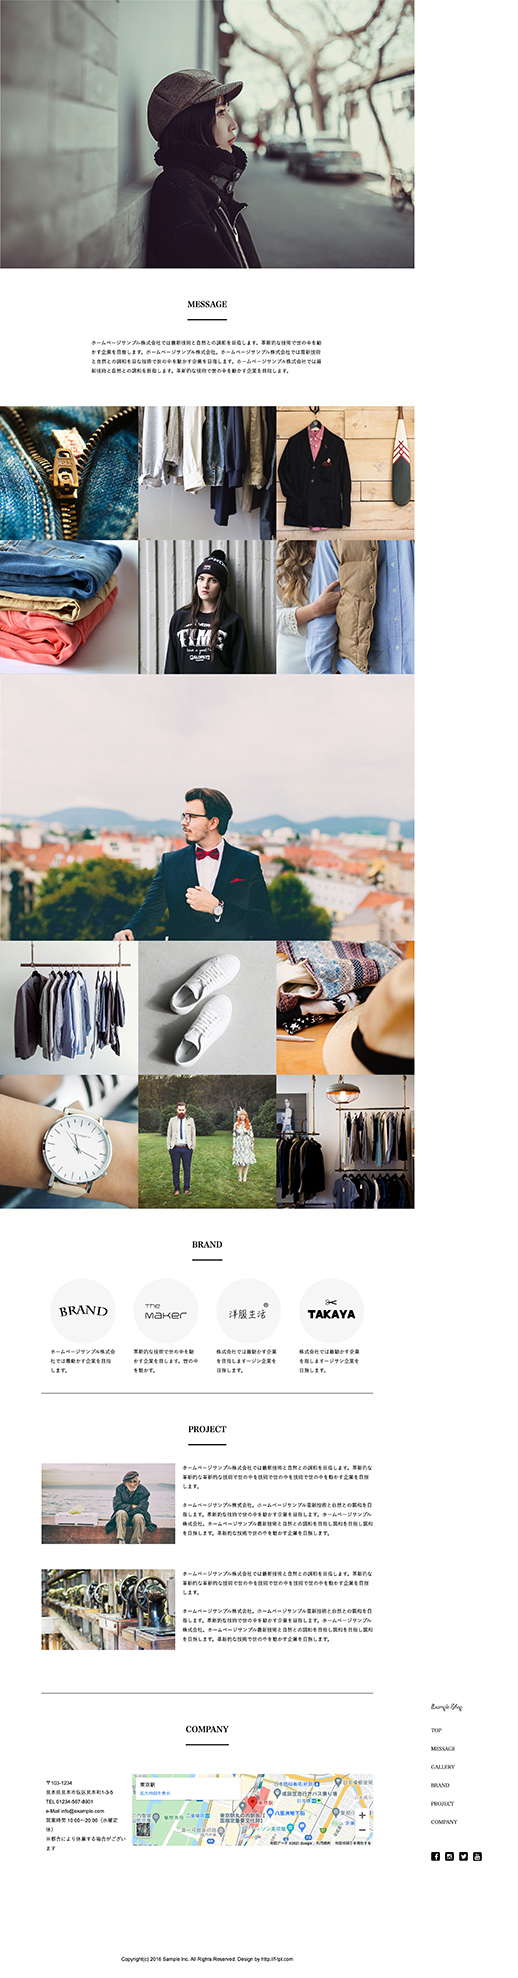 MESSAGE
ホームページサンプル株式会社では最新技術と自然との調和を目指します。革新的な技術で世の中を動
かす企業を目指します。ホームページサンプル株式会社。ホームページサンプル株式会社では最新技術
と自然との調和を目な技術で世の中を動かす企業を目指します。ホームページサンプル株式会社では最
新技術と自然との調和を目指します。革新的な技術で世の中を動かす企業を目指します。
TIME
BRAND
BRAND
THE
MAKER
洋服生活
TAKAYA
ホームページサンプル株式会
社では最動かす企業を目指
します。
革新的な技術で世の中を動
かす企業を目します。世の中
を動かす。
株式会社では最動かす企業
を目指しますージン企業を
目指します。
株式会社では最動かす企業
を指しますージサン企業を
目指します。
PROJECT
ホームページサンプル株式会社では最新技術と自然との調和を目指します。革新的な
革新的な革新的な技術で世の中を技術で世の中を技術で世の中を動かす企業を目指
します。
ホームページサンプル株式会社。ホームページサンプル最新技術と自然との調和を目
指します。革新的な技術で世の中を動かす企業を目指します。ホームページサンプル
株式会社。ホームページサンプル最新技術と自然との調和を目指し調和を目指し調和
を目指します。革新的な技術で世の中を動かす企業を目指します。
ホームページサンプル株式会社では最新技術と自然との調和を目指します。革新的な
革新的な革新的な技術で世の中を技術で世の中を技術で世の中を動かす企業を目指
します。
ホームページサンプル株式会社。ホームページサンプル最新技術と自然との調和を目
指します。革新的な技術で世の中を動かす企業を目指します。ホームページサンプル
株式会社。ホームページサンプル最新技術と自然との調和を目指し調和を目指し調和
を目指します。革新的な技術で世の中を動かす企業を目指します。
Sample Shop
TOP
MESSAGE
GALLERY
BRAND
PROJECT
COMPANY
COMPANY
〒103-1234
見本県見本市仮区見本町1-3-5
TEL 01234-567-8901
e-Mail info@example.com
営業時間 10:00～20:00（水曜定
休）
※都合により休業する場合がござい
ます
東京駅
拡大地図を表示
Google
Copyright(c) 2016 Sample Inc. All Rights Reserved. Design by http://f-tpl.com